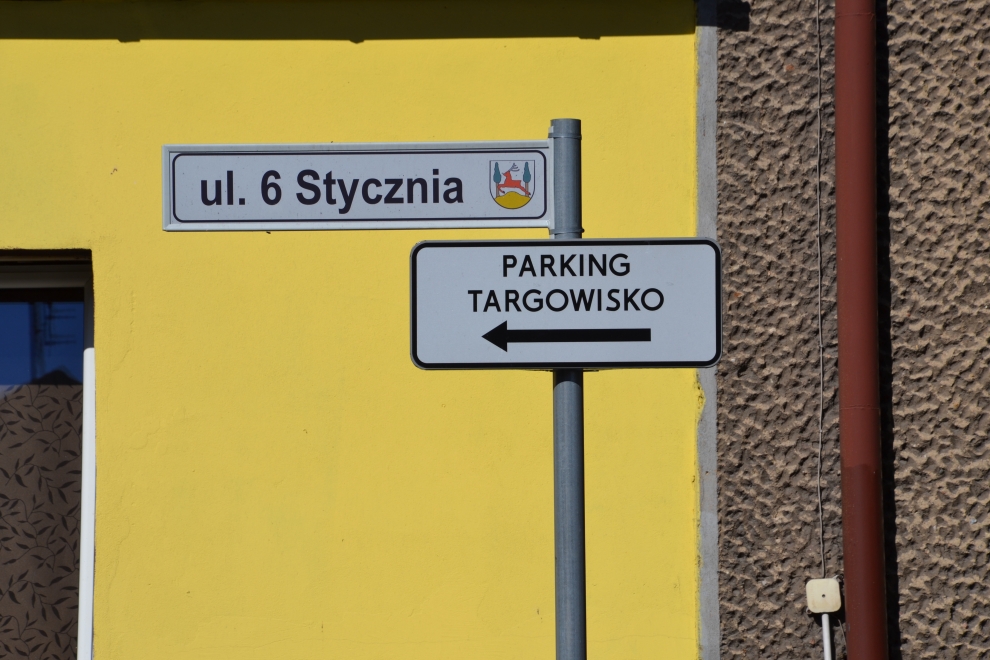 ul. 6 Stycznia
PARKING
TARGOWISKO